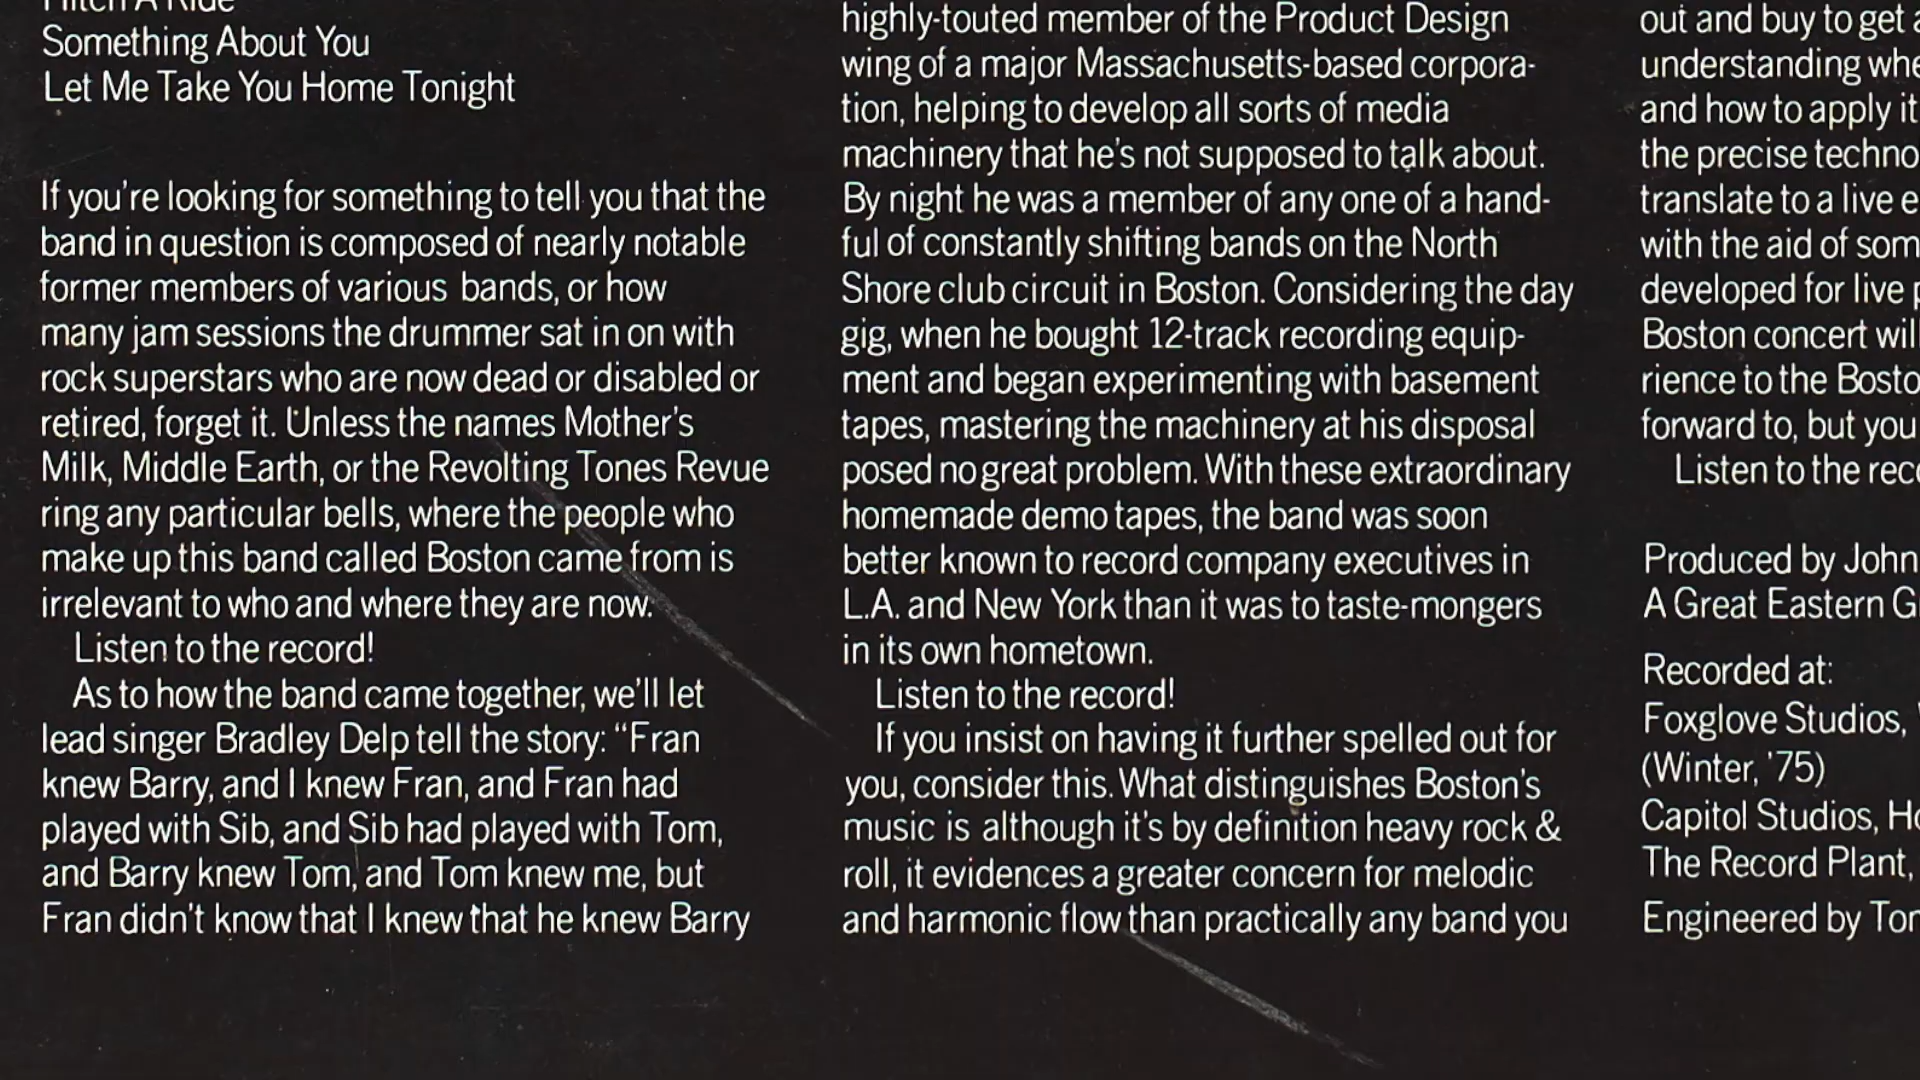 Hitch A Ride
Something About You
Let Me Take You Home Tonight
If you're looking for something to tell you that the
band in question is composed of nearly notable
former members of various bands, or how
many jam sessions the drummer sat in on with
rock superstars who are now dead or disabled or
retired, forget it. Unless the names Mother's
Milk, Middle Earth, or the Revolting Tones Revue
ring any particular bells, where the people who
make up this band called Boston came from is
irrelevant to who and where they are now.
Listen to the record!
As to how the band came together, we'll let
lead singer Bradley Delp tell the story: “Fran
knew Barry, and I knew Fran, and Fran had
played with Sib, and Sib had played with Tom,
and Barry knew Tom, and Tom knew me, but
Fran didn't know that I knew that he knew Barry
highly-touted member of the Product Design
wing of a major Massachusetts-based corpora-
tion, helping to develop all sorts of media
machinery that he's not supposed to talk about.
By night he was a member of any one of a hand-
ful of constantly shifting bands on the North
Shore club circuit in Boston. Considering the day
gig, when he bought 12-track recording equip-
ment and began experimenting with basement
tapes, mastering the machinery at his disposal
posed no great problem. With these extraordinary
homemade demo tapes, the band was soon
better known to record company executives in
L.A. and New York than it was to taste-mongers
in its own hometown.
Listen to the record!
If you insist on having it further spelled out for
you, consider this. What distinguishes Boston's
music is although it's by definition heavy rock &
roll, it evidences a greater concern for melodic
and harmonic flow than practically any band you
out and buy to get a
understanding whe
and how to apply it
the precise techno
translate to a live e
with the aid of som
developed for live p
Boston concert will
rience to the Bosto
forward to, but you
Listen to the reco
Produced by John
A Great Eastern G
Recorded at:
Foxglove Studios,
(Winter, '75)
Capitol Studios, Ho
The Record Plant,
Engineered by Tom